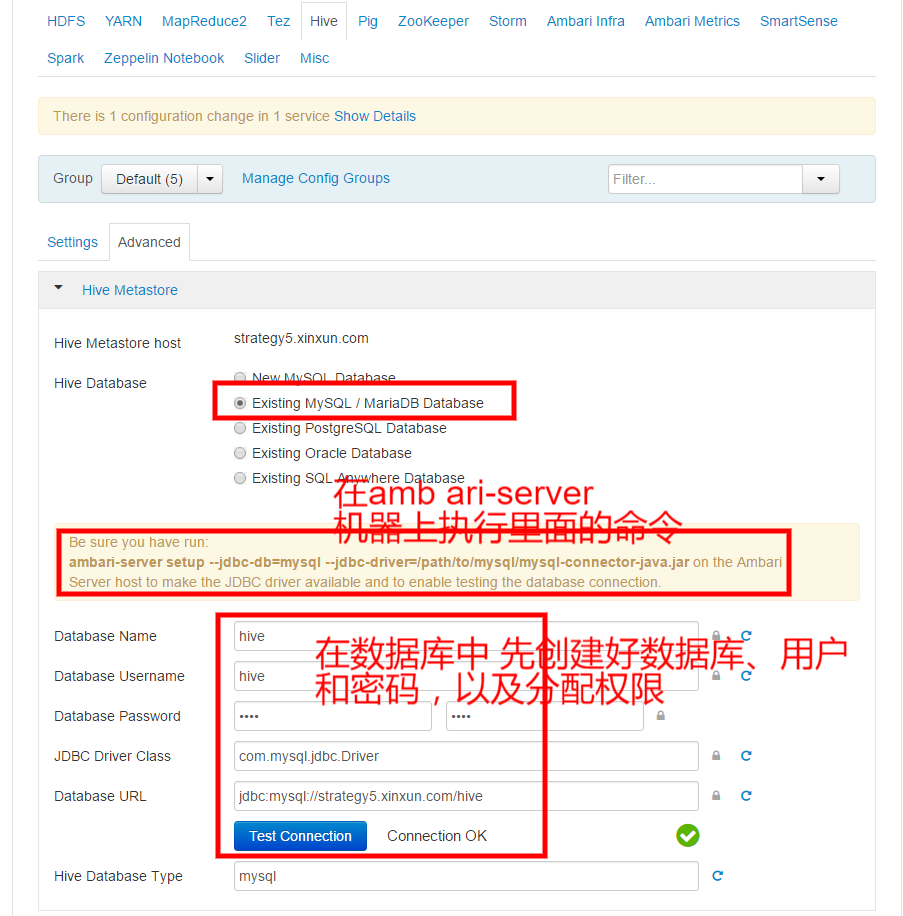 HDFS YARN MapReduce2 Tez Hive Pig ZooKeeper Storm Ambari Infra Ambari Metrics SmartSense
Spark Zeppelin Notebook Slider Misc
There is 1 configuration change in 1 service Show Details
Group Default (5) Manage Config Groups Filter...
Settings Advanced
Hive Metastore
Hive Metastore host strategy5.xinxun.com
Hive Database New MySQL Database
Existing MySQL / MariaDB Database
Existing PostgreSQL Database
Existing Oracle Database
Existing SQL Anywhere Database
在amb ari-server
机器上执行里面的命令
Be sure you have run:
ambari-server setup --jdbc-db=mysql --jdbc-driver=/path/to/mysql/mysql-connector-java.jar on the Ambari
Server host to make the JDBC driver available and to enable testing the database connection.
Database Name hive
在数据库中 先创建好数据库、用户
和密码，以及分配权限
Database Username hive
Database Password •••• ••••
JDBC Driver Class com.mysql.jdbc.Driver
Database URL jdbc:mysql://strategy5.xinxun.com/hive
Test Connection Connection OK
Hive Database Type mysql